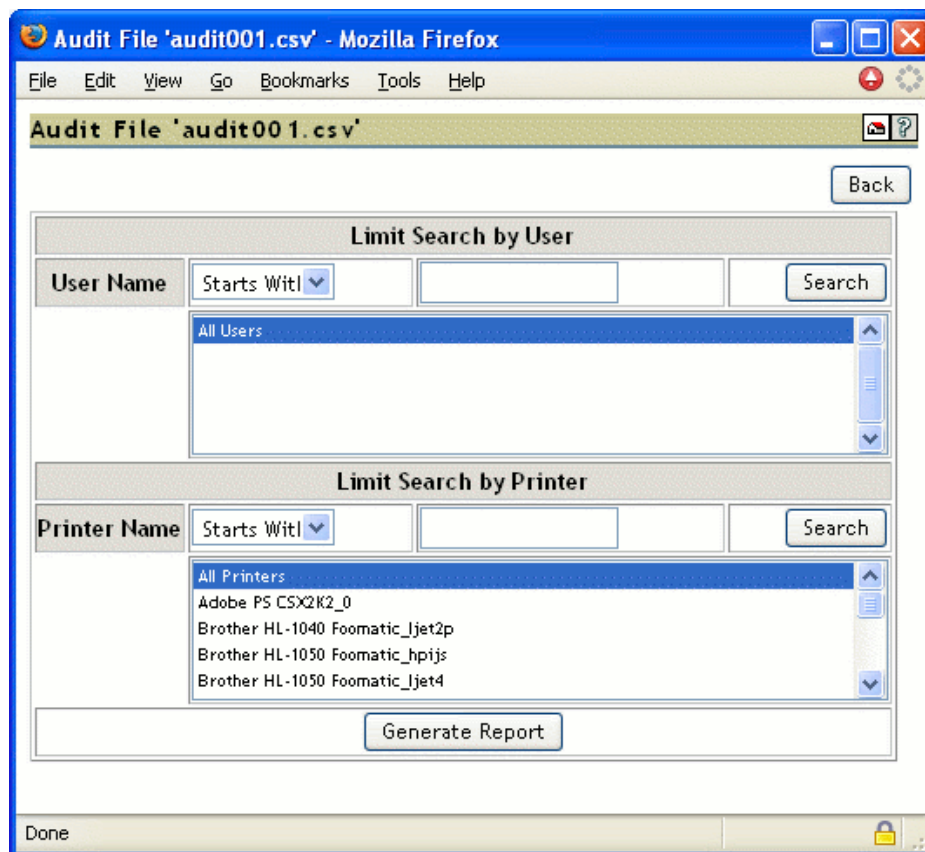 Audit File 'audit001.csv' - Mozilla Firefox
File Edit View Go Bookmarks Tools Help
Audit File 'audit001.csv'
Back
Limit Search by User
User Name Starts Witl Search
All Users
Limit Search by Printer
Printer Name Starts Witl Search
All Printers
Adobe PS CSX2K2_0
Brother HL-1040 Foomatic_ljet2p
Brother HL-1050 Foomatic_hpijs
Brother HL-1050 Foomatic_ljet4
Generate Report
Done